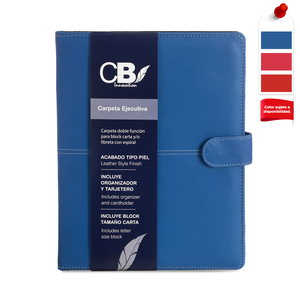 CB
Innovation
Carpeta Ejecutiva
Carpeta doble función
para block carta y/o
libreta con espiral
ACABADO TIPO PIEL
Leather Style Finish
INCLUYE
ORGANIZADOR
Y TARJETERO
Includes organizer
and cardholder
INCLUYE BLOCK
TAMAÑO CARTA
Includes letter
size block
Color sujeto a
disponibilidad.